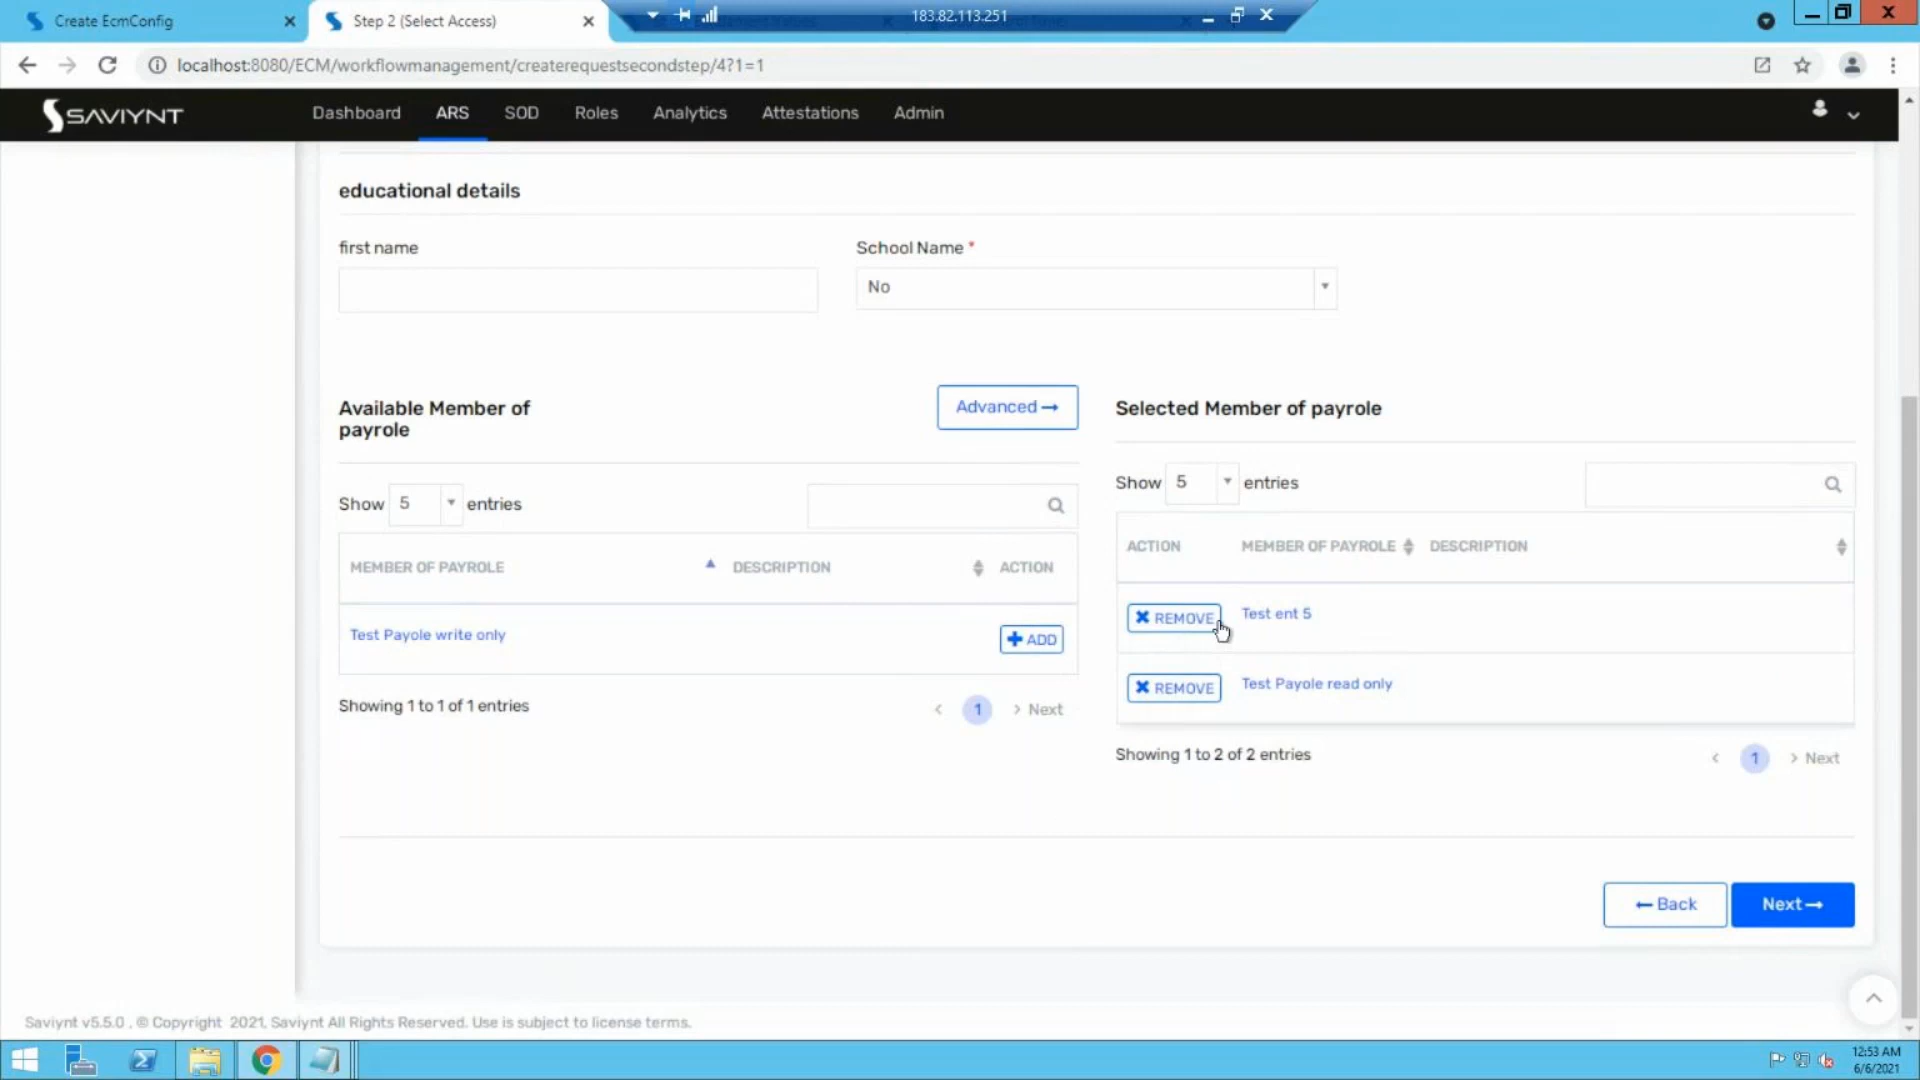 Create EcmConfig
Step 2 (Select Access)
183.82.113.251
localhost:8080/ECM/workflowmanagement/createrequestsecondstep/4?1=1
SAVIYNT
Dashboard ARS SOD Roles Analytics Attestations Admin
educational details
first name
School Name *
No
Available Member of
payrole
Advanced
Show 5 entries
MEMBER OF PAYROLE DESCRIPTION ACTION
Test Payole write only ADD
Showing 1 to 1 of 1 entries
< 1 > Next
Selected Member of payrole
Show 5 entries
ACTION MEMBER OF PAYROLE DESCRIPTION
REMOVE Test ent 5
REMOVE Test Payole read only
Showing 1 to 2 of 2 entries
< 1 > Next
Back
Next
Saviynt v5.5.0 , © Copyright 2021, Saviynt All Rights Reserved. Use is subject to license terms.
12:53 AM
6/6/2021